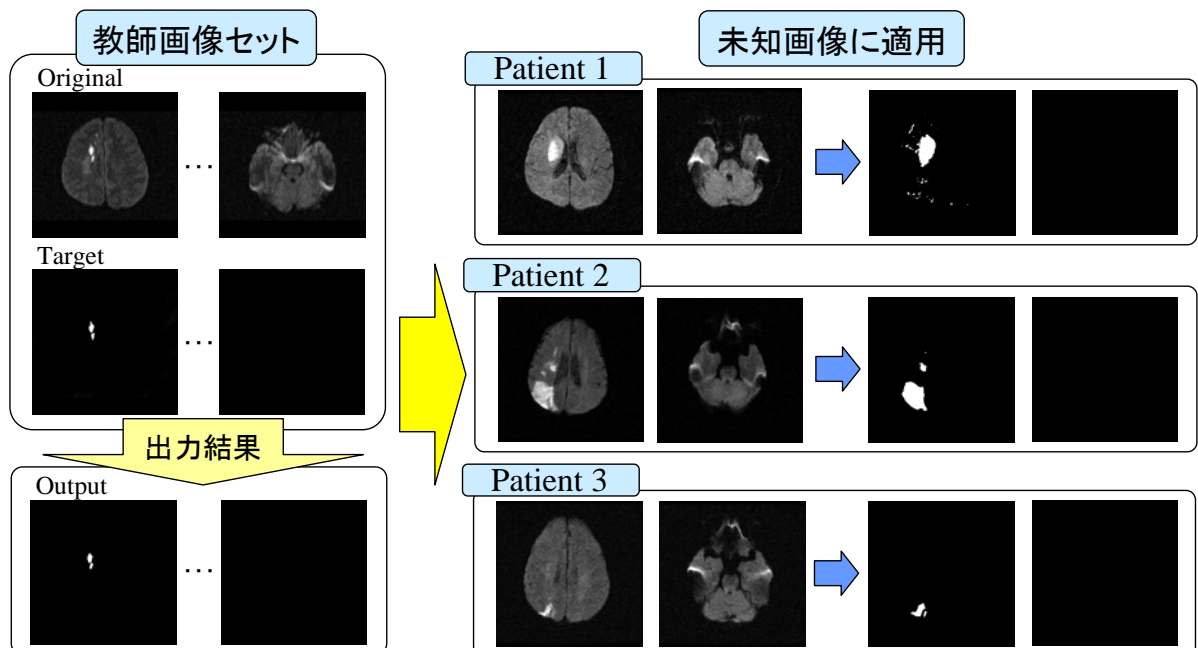 教師画像セット
Original
…
Target
…
出力結果
Output
…
未知画像に適用
Patient 1
Patient 2
Patient 3